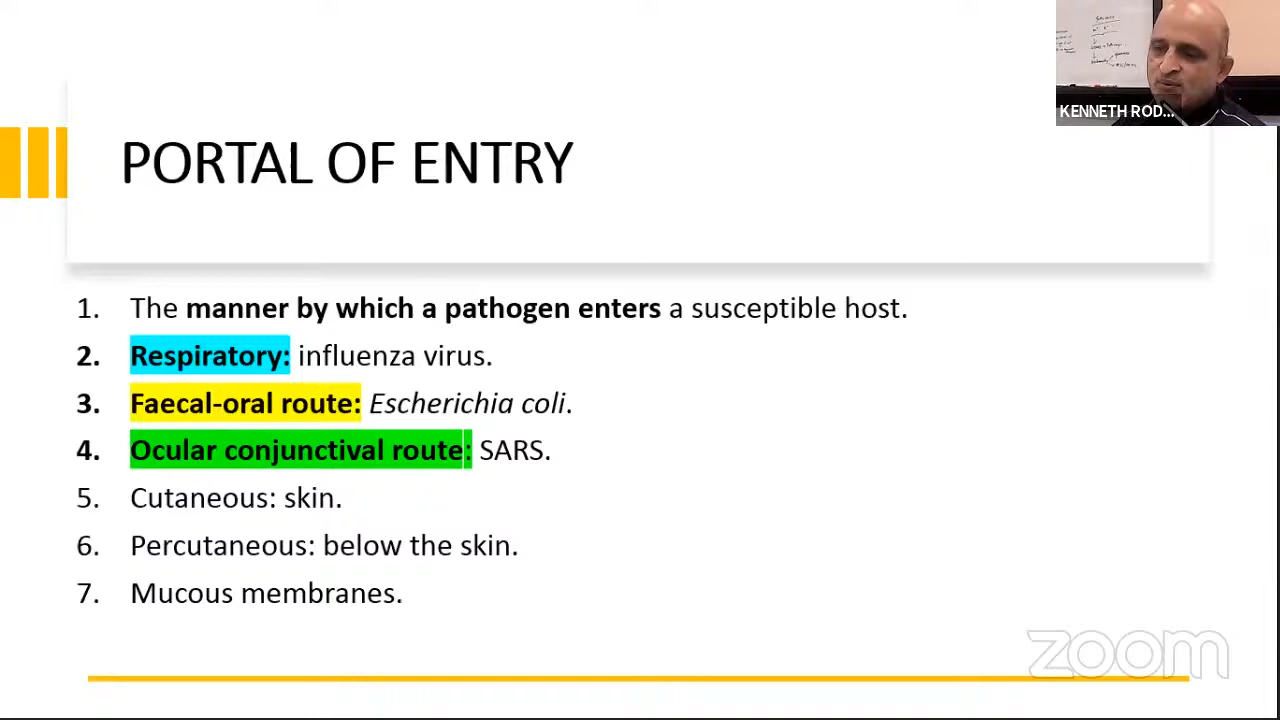 KENNETH ROD...
PORTAL OF ENTRY
1. The manner by which a pathogen enters a susceptible host.
2. Respiratory: influenza virus.
3. Faecal-oral route: Escherichia coli.
4. Ocular conjunctival route: SARS.
5. Cutaneous: skin.
6. Percutaneous: below the skin.
7. Mucous membranes.
zoom